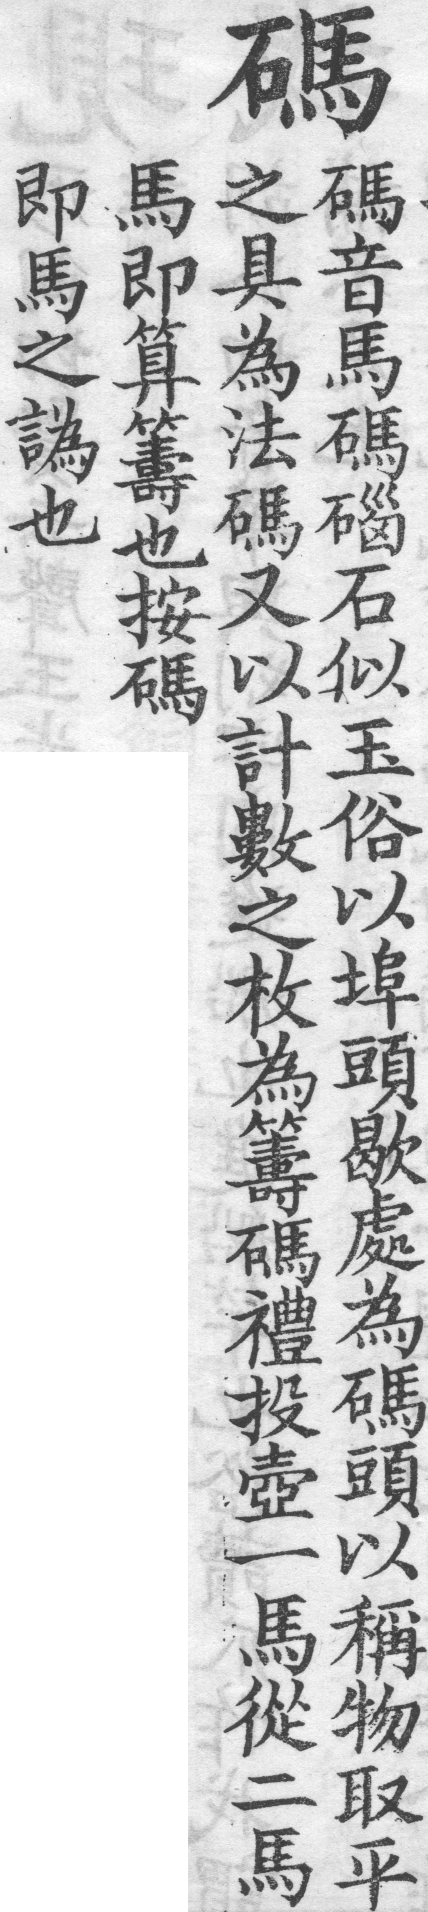 碼
碼音馬碼碯石似玉俗以埠頭歇處為碼頭以稱物取平
之具為法碼又以計數之枚為籌碼禮投壺一馬從二馬
馬即算籌也按碼
即馬之譌也